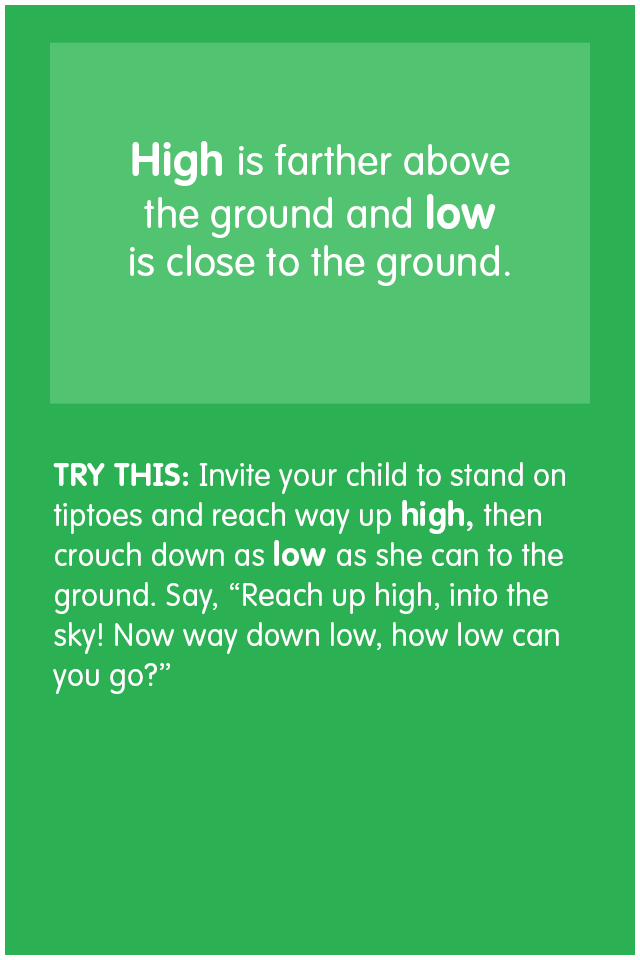 High is farther above
the ground and low
is close to the ground.
TRY THIS: Invite your child to stand on
tiptoes and reach way up high, then
crouch down as low as she can to the
ground. Say, “Reach up high, into the
sky! Now way down low, how low can
you go?”